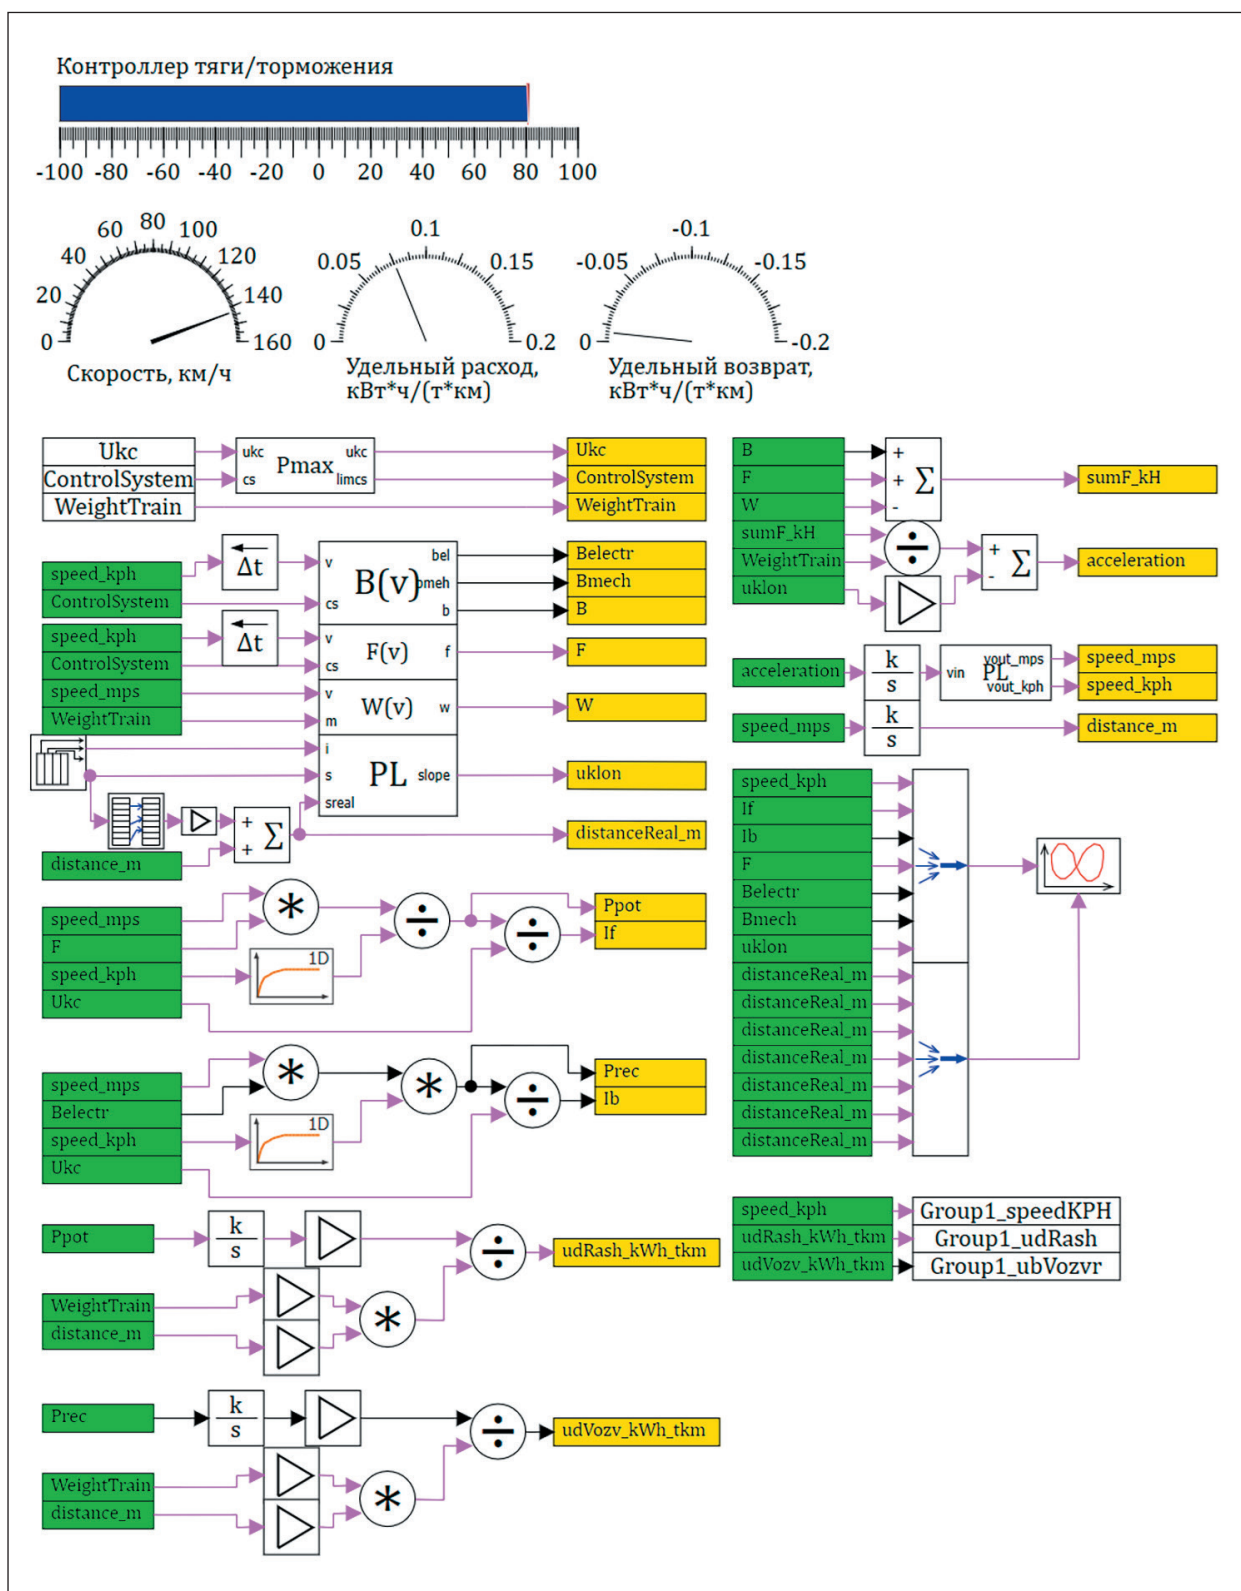 Контроллер тяги/торможения
-100 -80 -60 -40 -20 0 20 40 60 80 100
0 20 40 60 80 100 120 140 160
Скорость, км/ч
0 0.05 0.1 0.15 0.2
Удельный расход,
кВт*ч/(т*км)
0 -0.05 -0.1 -0.15 -0.2
Удельный возврат,
кВт*ч/(т*км)
Ukc
ControlSystem
WeightTrain
ukc Pmax ukc
cs limcs
Ukc
ControlSystem
WeightTrain
speed_kph
ControlSystem
speed_kph
ControlSystem
speed_mps
WeightTrain
Δt
Δt
v B(v) bel
bmeh
cs b
v F(v) f
cs
v W(v) w
m
i
s PL slope
sreal
Belectr
Bmech
B
F
W
uklon
distanceReal_m
+
+ Σ
distance_m
speed_mps
F
speed_kph
Ukc
*
1D
÷
÷
Ppot
If
speed_mps
Belectr
speed_kph
Ukc
*
1D
*
÷
Prec
Ib
Ppot
k
s
WeightTrain
distance_m
*
÷
udRash_kWh_tkm
Prec
k
s
WeightTrain
distance_m
*
÷
udVozv_kWh_tkm
B
F
W
sumF_kH
WeightTrain
uklon
+
+ Σ
-
÷
+
- Σ
sumF_kH
acceleration
acceleration
speed_mps
k
s
k
s
vin PL vout_mps
vout_kph
speed_mps
speed_kph
distance_m
speed_kph
If
Ib
F
Belectr
Bmech
uklon
distanceReal_m
distanceReal_m
distanceReal_m
distanceReal_m
distanceReal_m
distanceReal_m
distanceReal_m
speed_kph
udRash_kWh_tkm
udVozv_kWh_tkm
Group1_speedKPH
Group1_udRash
Group1_ubVozvr